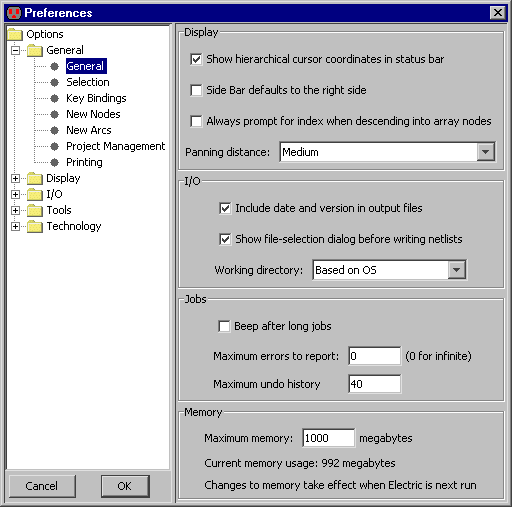 Preferences
Options
General
General
Selection
Key Bindings
New Nodes
New Arcs
Project Management
Printing
Display
I/O
Tools
Technology
Cancel
OK
Display
Show hierarchical cursor coordinates in status bar
Side Bar defaults to the right side
Always prompt for index when descending into array nodes
Panning distance: Medium
I/O
Include date and version in output files
Show file-selection dialog before writing netlists
Working directory: Based on OS
Jobs
Beep after long jobs
Maximum errors to report: 0 (0 for infinite)
Maximum undo history 40
Memory
Maximum memory: 1000 megabytes
Current memory usage: 992 megabytes
Changes to memory take effect when Electric is next run